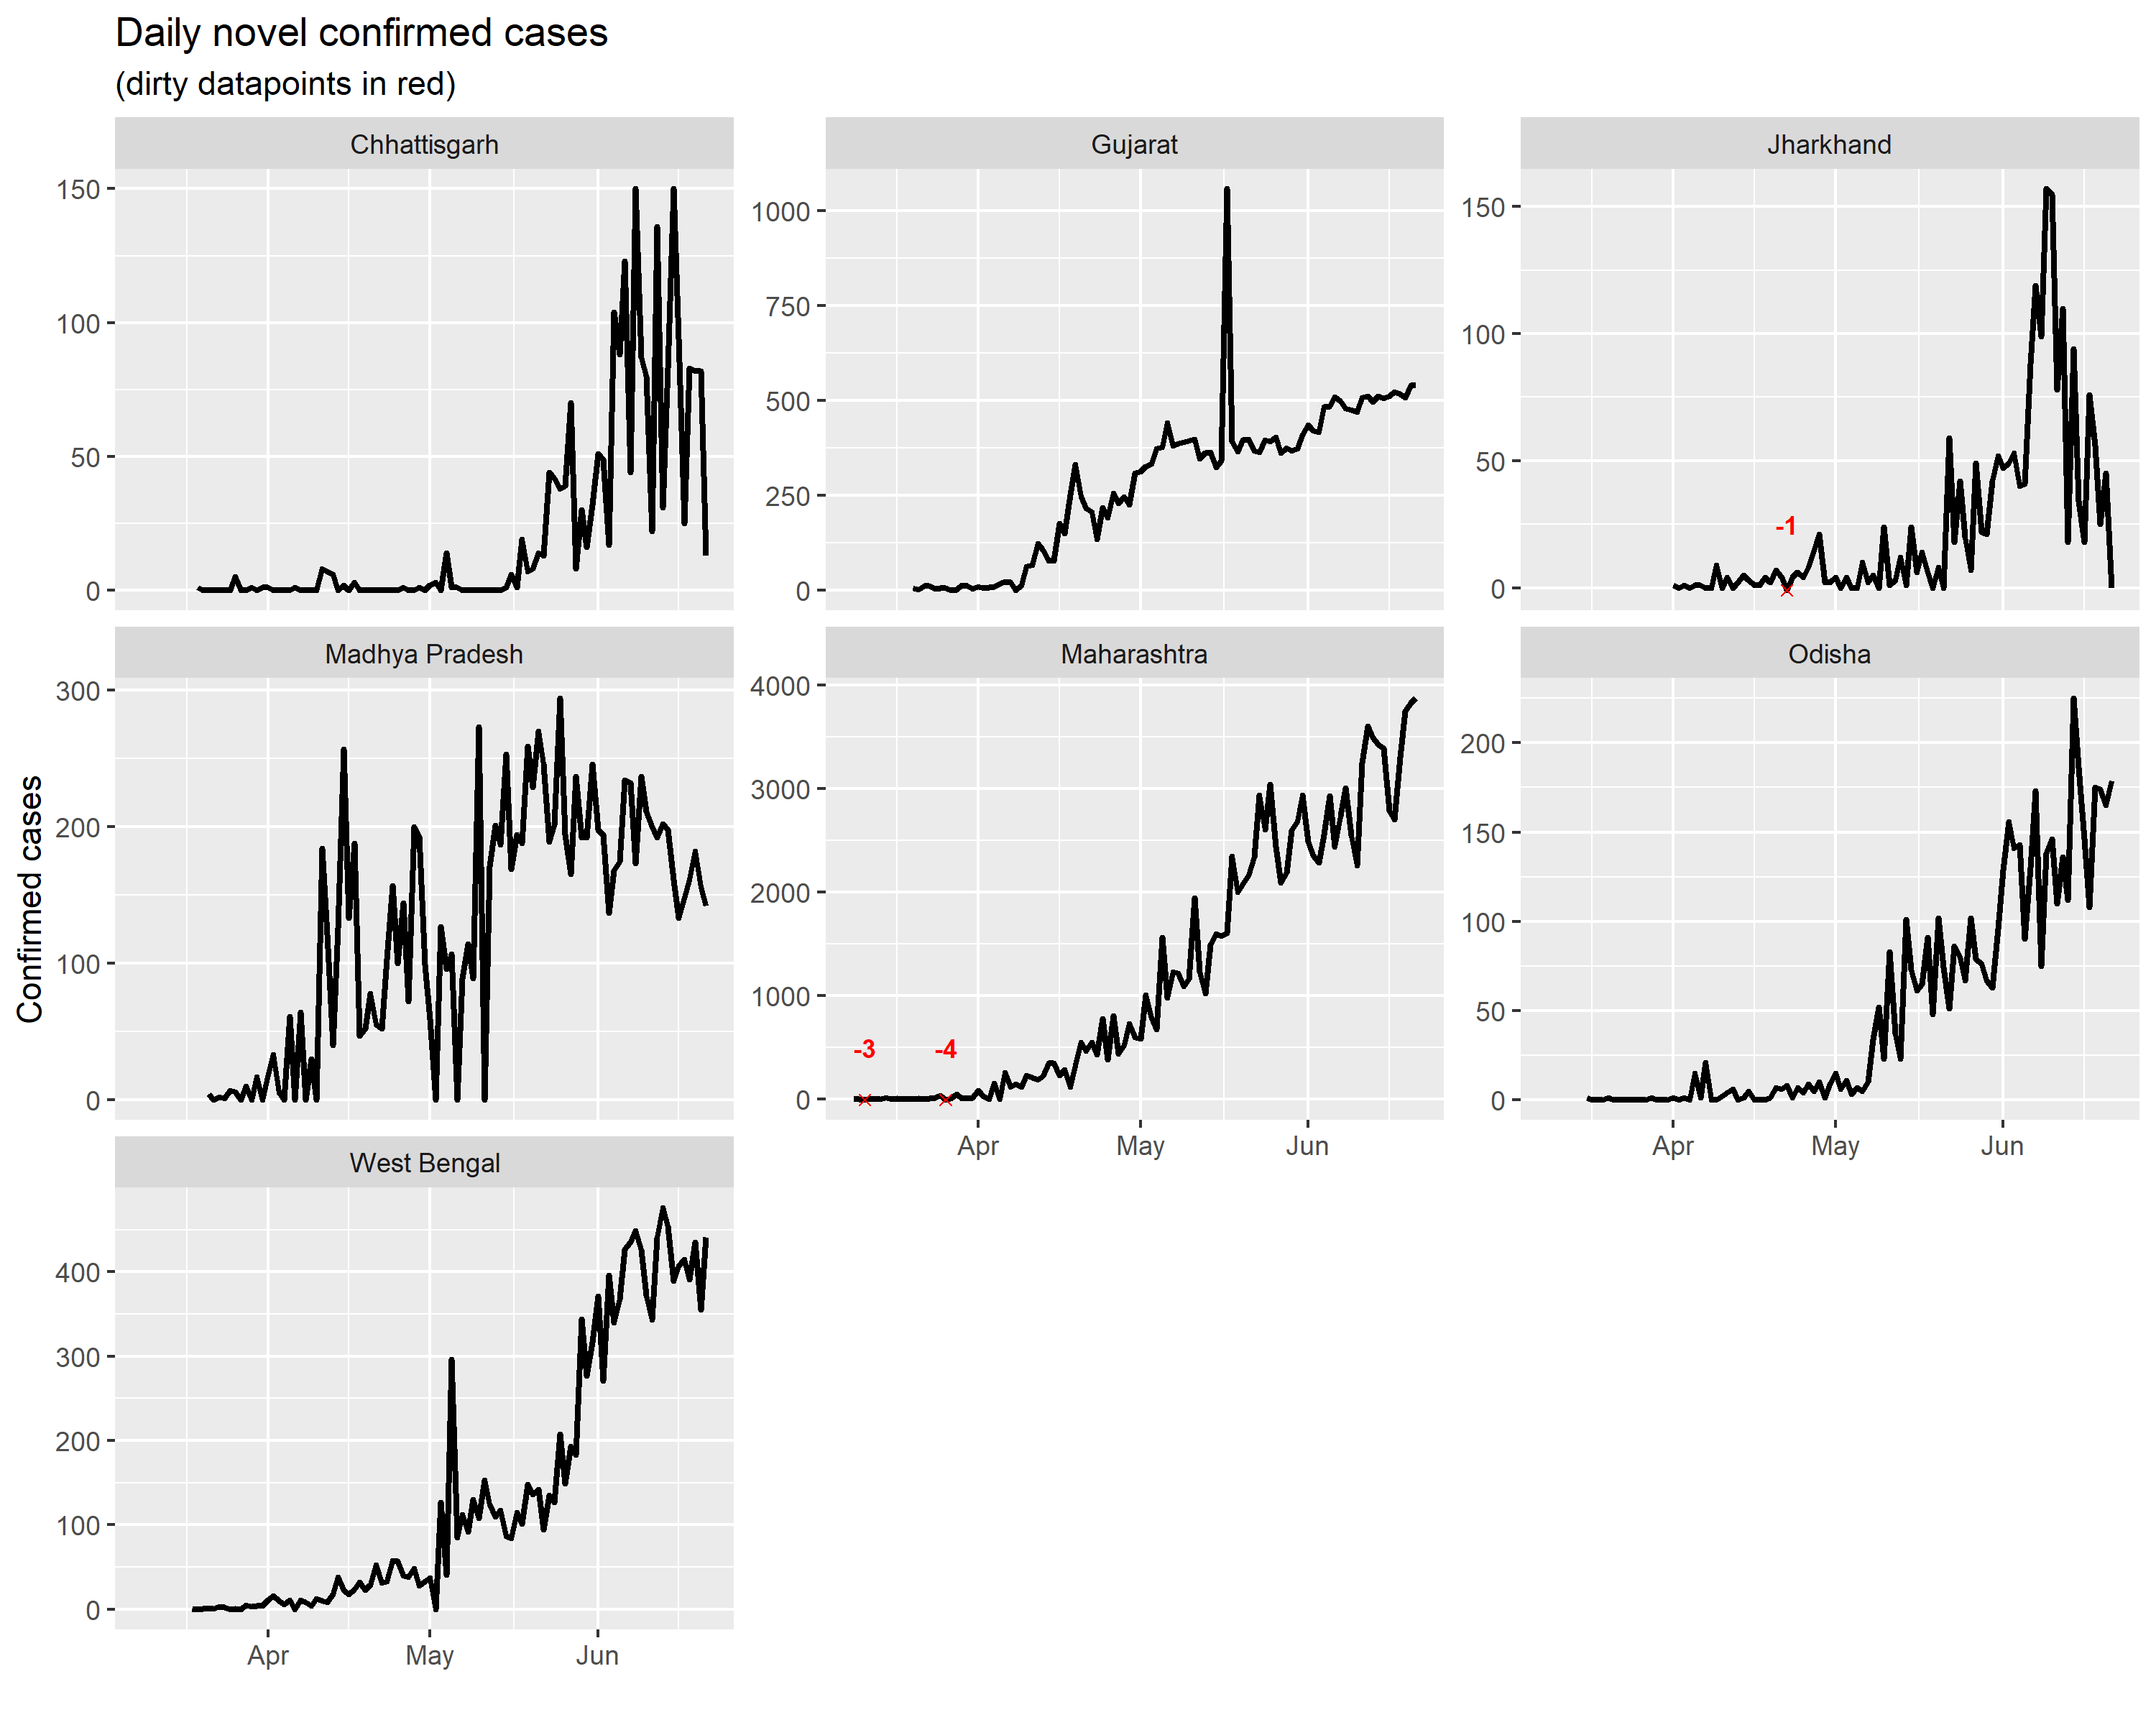 Daily novel confirmed cases
(dirty datapoints in red)
Chhattisgarh
150
100
50
0
Gujarat
1000
750
500
250
0
Jharkhand
150
100
50
0
-1
Confirmed cases
Madhya Pradesh
300
200
100
0
Maharashtra
4000
3000
2000
1000
0
-3 -4
Apr May Jun
Odisha
200
150
100
50
0
Apr May Jun
West Bengal
400
300
200
100
0
Apr May Jun